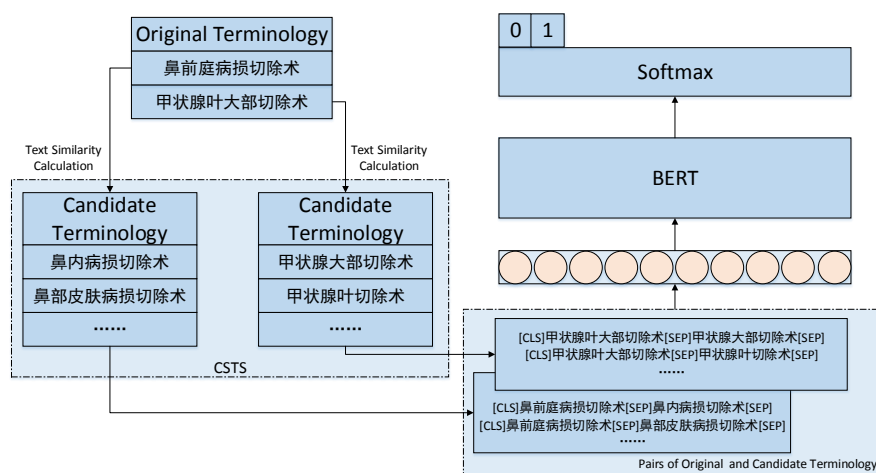 Original Terminology
鼻前庭病损切除术
甲状腺叶大部切除术
Text Similarity
Calculation
Text Similarity
Calculation
Candidate
Terminology
鼻内病损切除术
鼻部皮肤病损切除术
......
Candidate
Terminology
甲状腺大部切除术
甲状腺叶切除术
......
CSTS
0 1
Softmax
BERT
[CLS]甲状腺叶大部切除术[SEP]甲状腺大部切除术[SEP]
[CLS]甲状腺叶大部切除术[SEP]甲状腺叶切除术[SEP]
......
[CLS]鼻前庭病损切除术[SEP]鼻内病损切除术[SEP]
[CLS]鼻前庭病损切除术[SEP]鼻部皮肤病损切除术[SEP]
......
Pairs of Original and Candidate Terminology